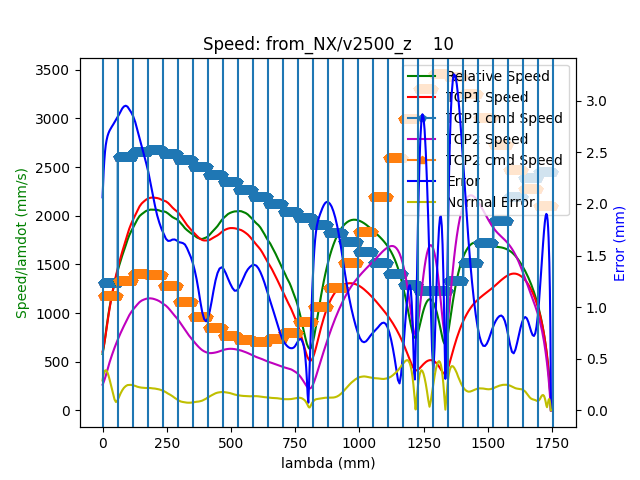 Speed: from_NX/v2500_z    10
3500
3000
2500
2000
1500
1000
500
0
Speed/lamdot (mm/s)
Relative Speed
TCP1 Speed
TCP1 cmd Speed
TCP2 Speed
TCP2 cmd Speed
Error
Normal Error
3.0
2.5
2.0
1.5
1.0
0.5
0.0
Error (mm)
0 250 500 750 1000 1250 1500 1750
lambda (mm)